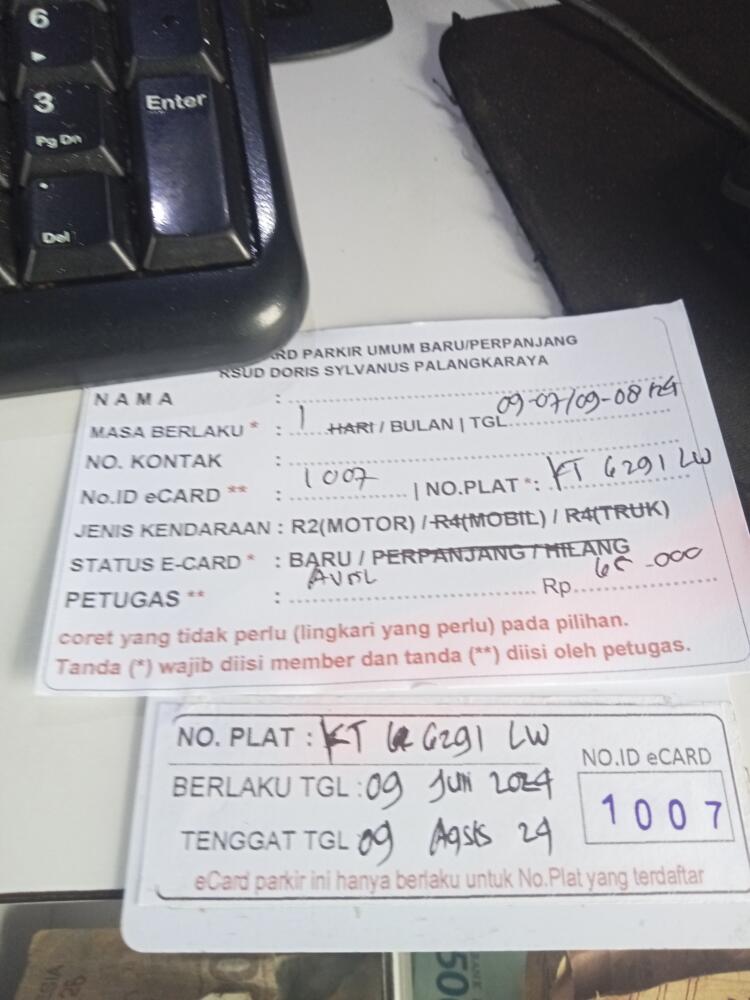 6
3
Pg Dn
Enter
Del
RD PARKIR UMUM BARU/PERPANJANG
RSUD DORIS SYLVANUS PALANGKARAYA
NAMA :
MASA BERLAKU * : 1 HARI / BULAN | TGL 09-07/09-08
NO. KONTAK :
No.ID eCARD ** : 1007 | NO.PLAT *: KT 6291 LW
JENIS KENDARAAN : R2(MOTOR) / R4(MOBIL) / R4(TRUK)
STATUS E-CARD * : BARU / PERPANJANG / HILANG
PETUGAS ** : Rp. 65.000
coret yang tidak perlu (lingkari yang perlu) pada pilihan.
Tanda (*) wajib diisi member dan tanda (**) diisi oleh petugas.
NO. PLAT : KT 6291 LW
BERLAKU TGL : 09 Jun 2024
TENGGAT TGL 09 Agsts 24
NO.ID eCARD
1007
eCard parkir ini hanya berlaku untuk No.Plat yang terdaftar
50